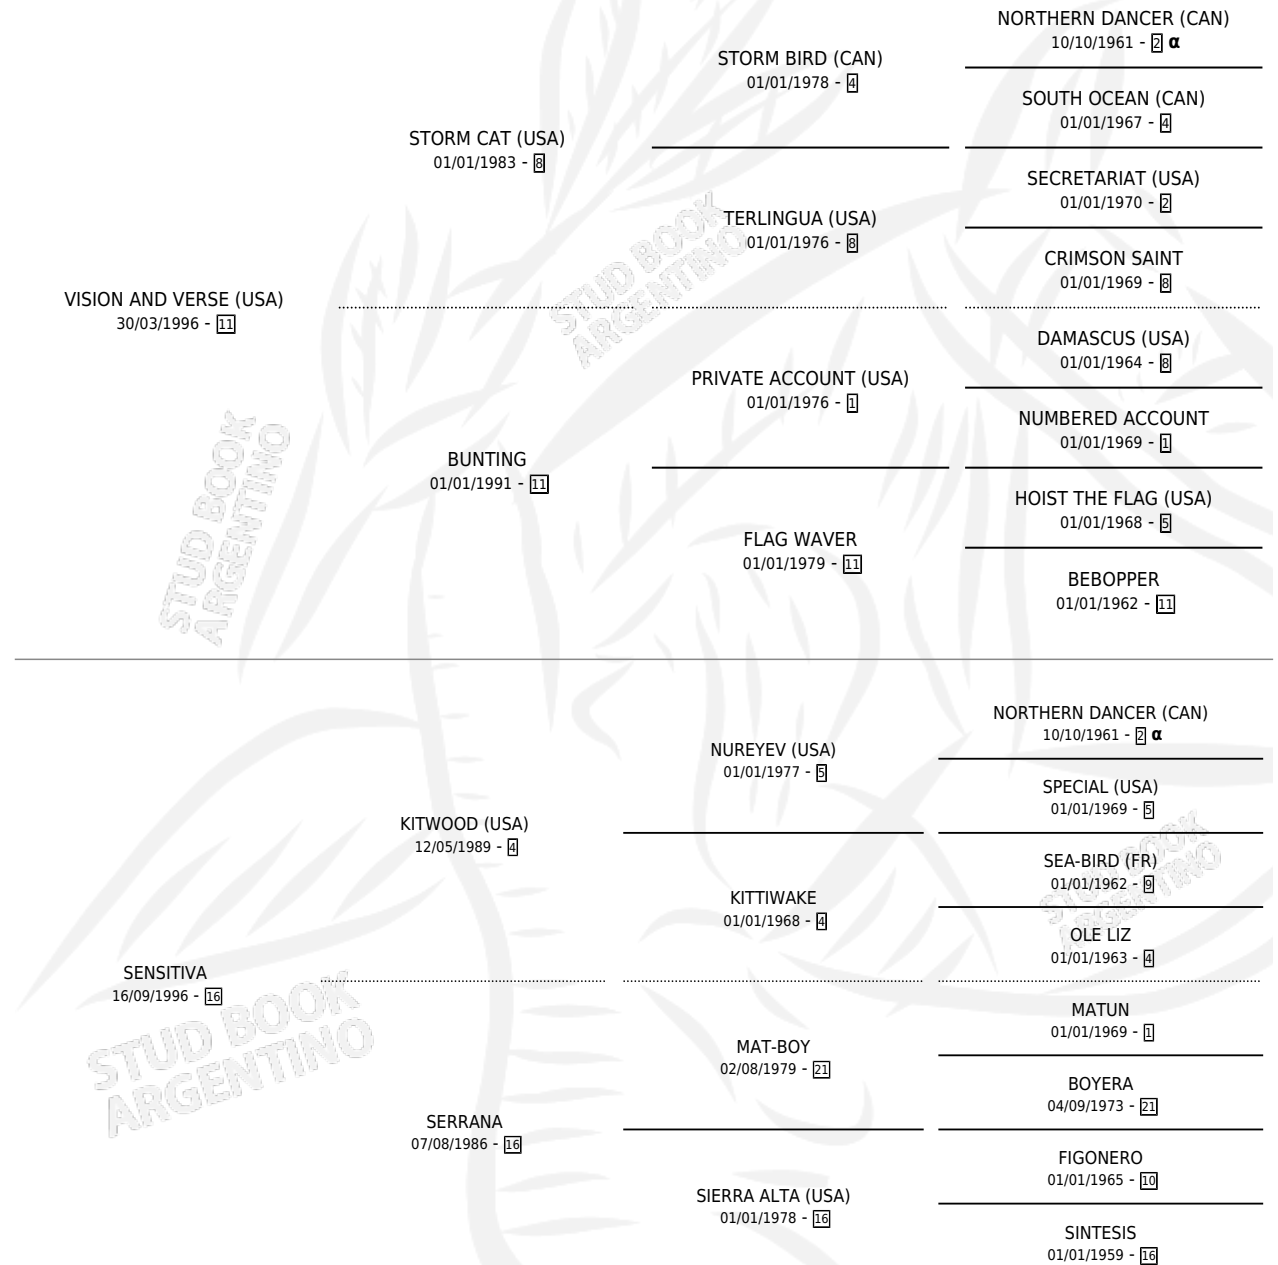 NORTHERN DANCER (CAN)
10/10/1961 - 2 α
STORM BIRD (CAN)
01/01/1978 - 4
SOUTH OCEAN (CAN)
01/01/1967 - 4
STORM CAT (USA)
01/01/1983 - 8
SECRETARIAT (USA)
01/01/1970 - 2
TERLINGUA (USA)
01/01/1976 - 8
CRIMSON SAINT
01/01/1969 - 8
VISION AND VERSE (USA)
30/03/1996 - 11
DAMASCUS (USA)
01/01/1964 - 8
PRIVATE ACCOUNT (USA)
01/01/1976 - 1
NUMBERED ACCOUNT
01/01/1969 - 1
BUNTING
01/01/1991 - 11
HOIST THE FLAG (USA)
01/01/1968 - 5
FLAG WAVER
01/01/1979 - 11
BEBOPPER
01/01/1962 - 11
NORTHERN DANCER (CAN)
10/10/1961 - 2 α
NUREYEV (USA)
01/01/1977 - 5
SPECIAL (USA)
01/01/1969 - 5
KITWOOD (USA)
12/05/1989 - 4
SEA-BIRD (FR)
01/01/1962 - 9
KITTIWAKE
01/01/1968 - 4
OLE LIZ
01/01/1963 - 4
SENSITIVA
16/09/1996 - 16
MATUN
01/01/1969 - 1
MAT-BOY
02/08/1979 - 21
BOYERA
04/09/1973 - 21
SERRANA
07/08/1986 - 16
FIGONERO
01/01/1965 - 10
SIERRA ALTA (USA)
01/01/1978 - 16
SINTESIS
01/01/1959 - 16
STUD BOOK
ARGENTINO
STUD BOOK
ARGENTINO
STUD BOOK
ARGENTINO
STUD BOOK
ARGENTINO